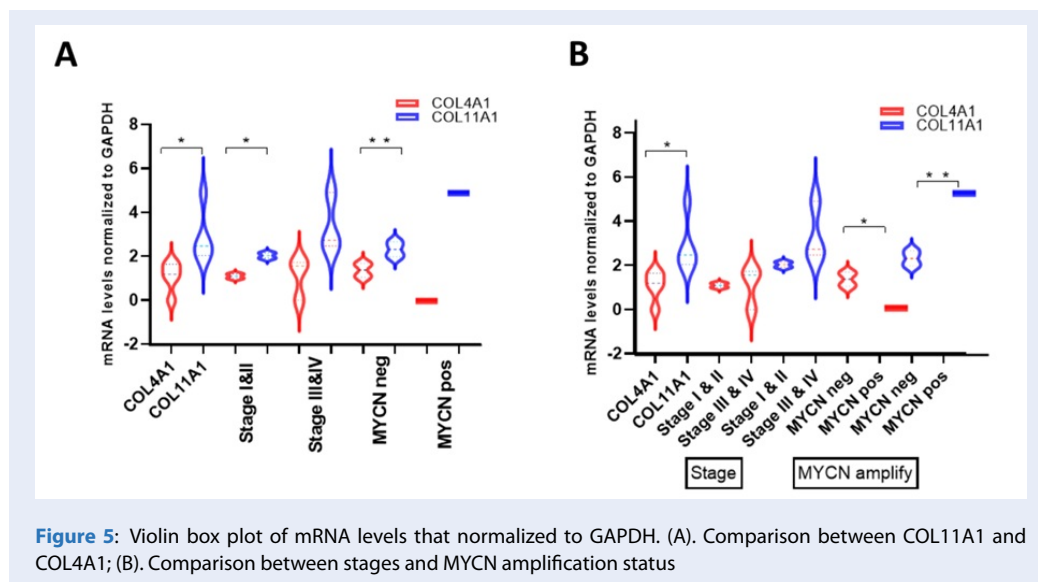 A
mRNA levels normalized to GAPDH
COL4A1
COL11A1
8
6
4
2
0
-2
*
*
* *
COL4A1
COL11A1
Stage I&II
Stage III&IV
MYCN neg
MYCN pos
B
mRNA levels normalized to GAPDH
COL4A1
COL11A1
8
6
4
2
0
-2
*
*
* *
COL4A1
COL11A1
Stage I & II
Stage III & IV
Stage I & II
Stage III & IV
MYCN neg
MYCN pos
MYCN neg
MYCN pos
Stage
MYCN amplify
Figure 5: Violin box plot of mRNA levels that normalized to GAPDH. (A). Comparison between COL11A1 and
COL4A1; (B). Comparison between stages and MYCN amplification status